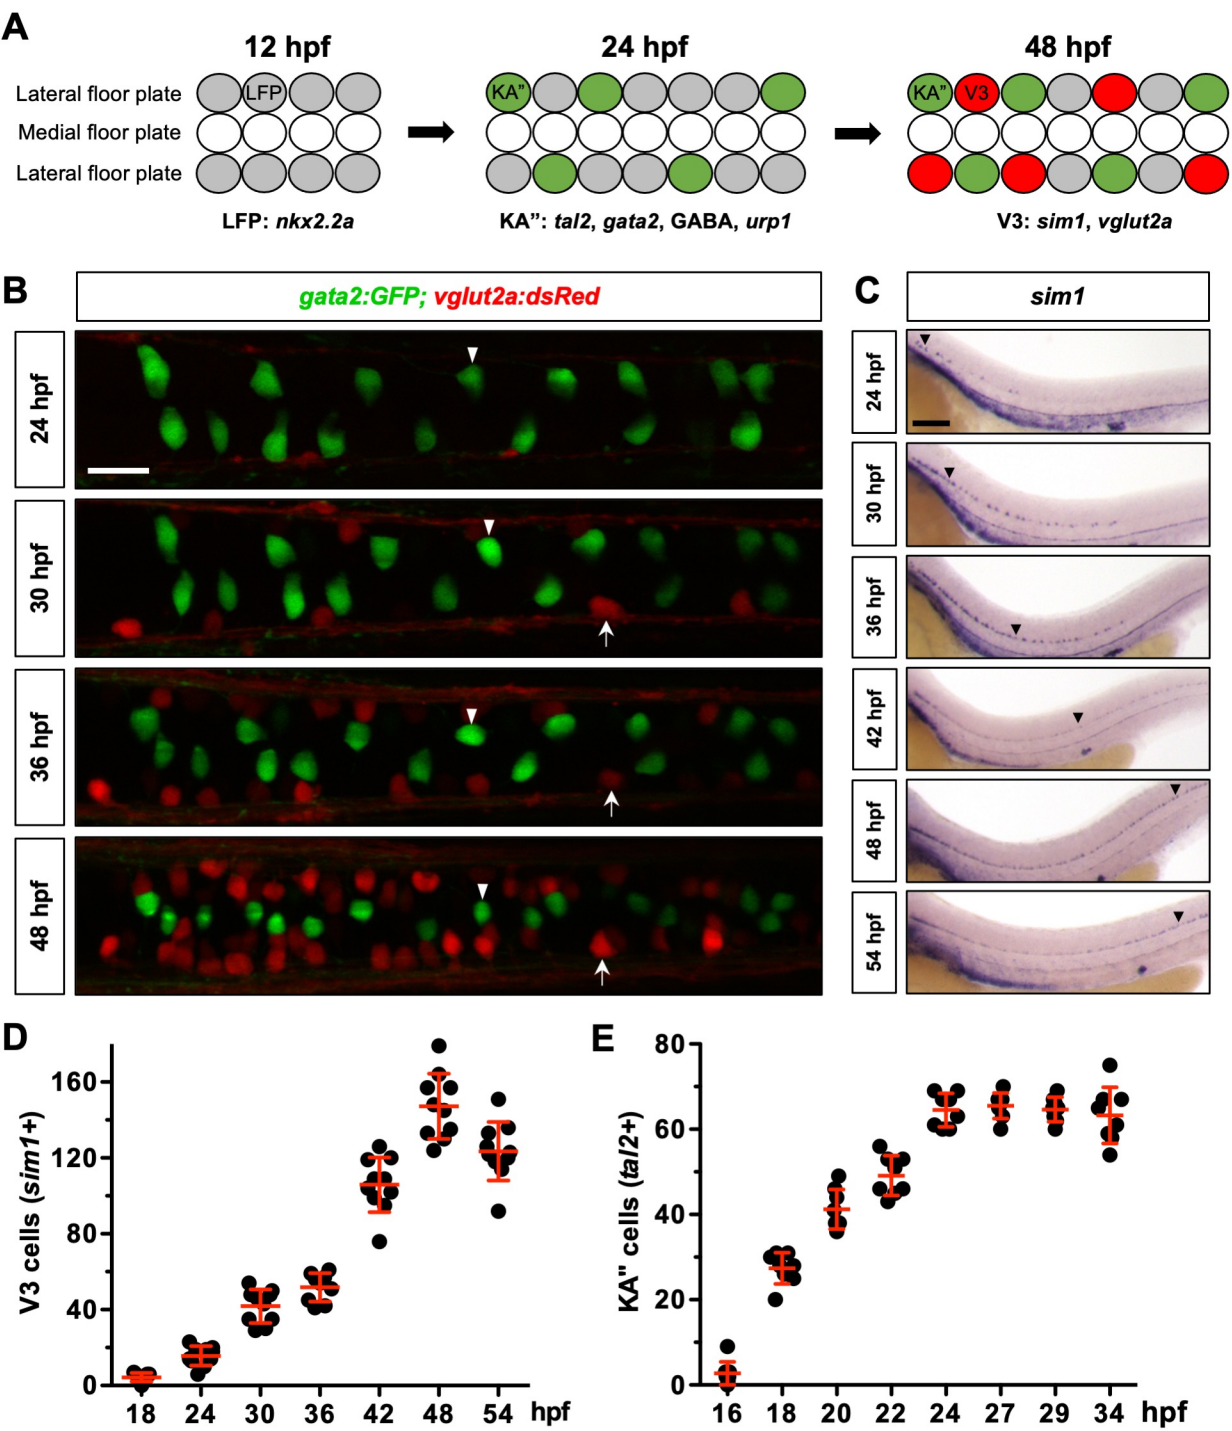 A
12 hpf
24 hpf
48 hpf
Lateral floor plate
LFP
KA”
KA”
V3
Medial floor plate
Lateral floor plate
LFP: nkx2.2a
KA”: tal2, gata2, GABA, urp1
V3: sim1, vglut2a
B
gata2:GFP; vglut2a:dsRed
24 hpf
30 hpf
36 hpf
48 hpf
C
sim1
24 hpf
30 hpf
36 hpf
42 hpf
48 hpf
54 hpf
D
V3 cells (sim1+)
160
120
80
40
0
18 24 30 36 42 48 54 hpf
E
KA" cells (tal2+)
80
60
40
20
0
16 18 20 22 24 27 29 34 hpf